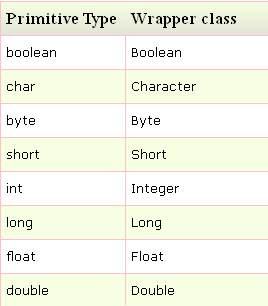 Primitive Type Wrapper class
boolean Boolean
char Character
byte Byte
short Short
int Integer
long Long
float Float
double Double